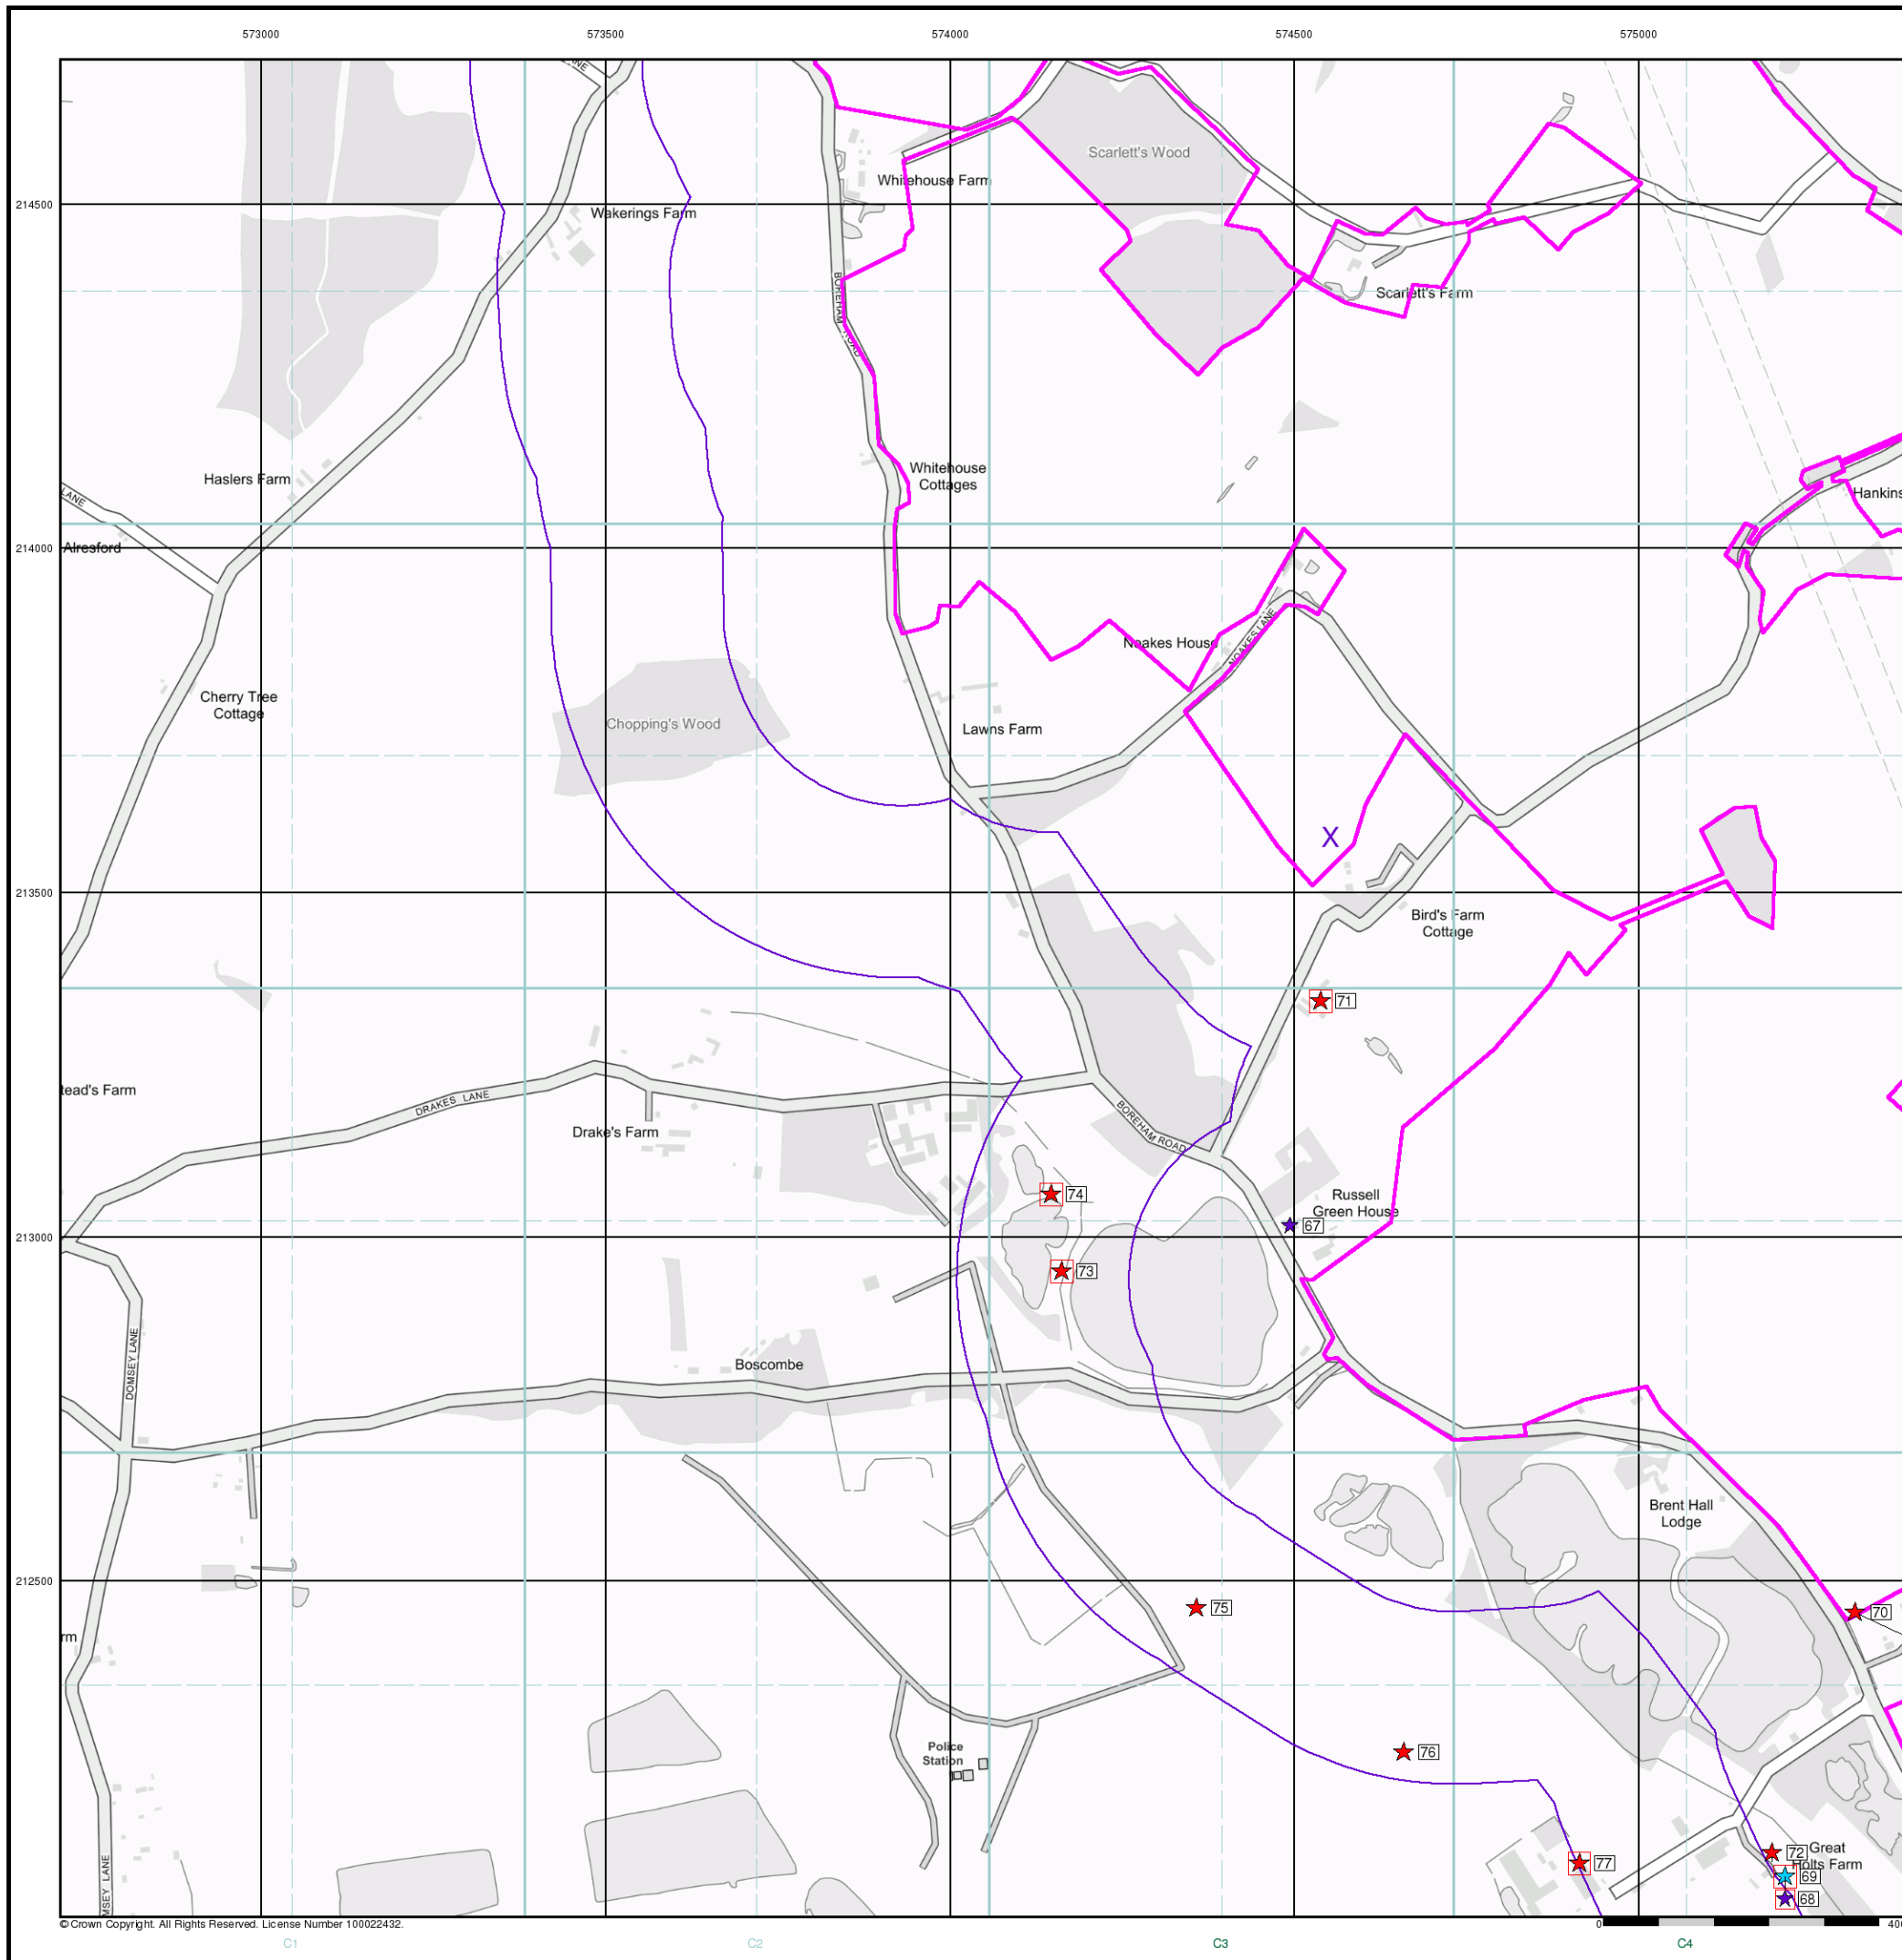 573000
573500
574000
574500
575000
NE
LANE
Scarlett's Wood
Whitehouse Farm
214500
Wakerings Farm
BOREHAM ROAD
Scarlett's Farm
Haslers Farm
Whitehouse
Cottages
Hankins
LANE
214000
Alresford
Noakes House
NOAKES LANE
Cherry Tree
Cottage
Chopping's Wood
Lawns Farm
X
213500
Bird's Farm
Cottage
71
tead's Farm
DRAKES LANE
BOREHAM ROAD
Drake's Farm
74
Russell
Green House
67
213000
73
DOMSEY LANE
Boscombe
Brent Hall
Lodge
212500
75
70
rm
Police
Station
76
72
Great
Holts Farm
77
69
68
MSEY LANE
© Crown Copyright. All Rights Reserved. License Number 100022432.
0
400
C1
C2
C3
C4